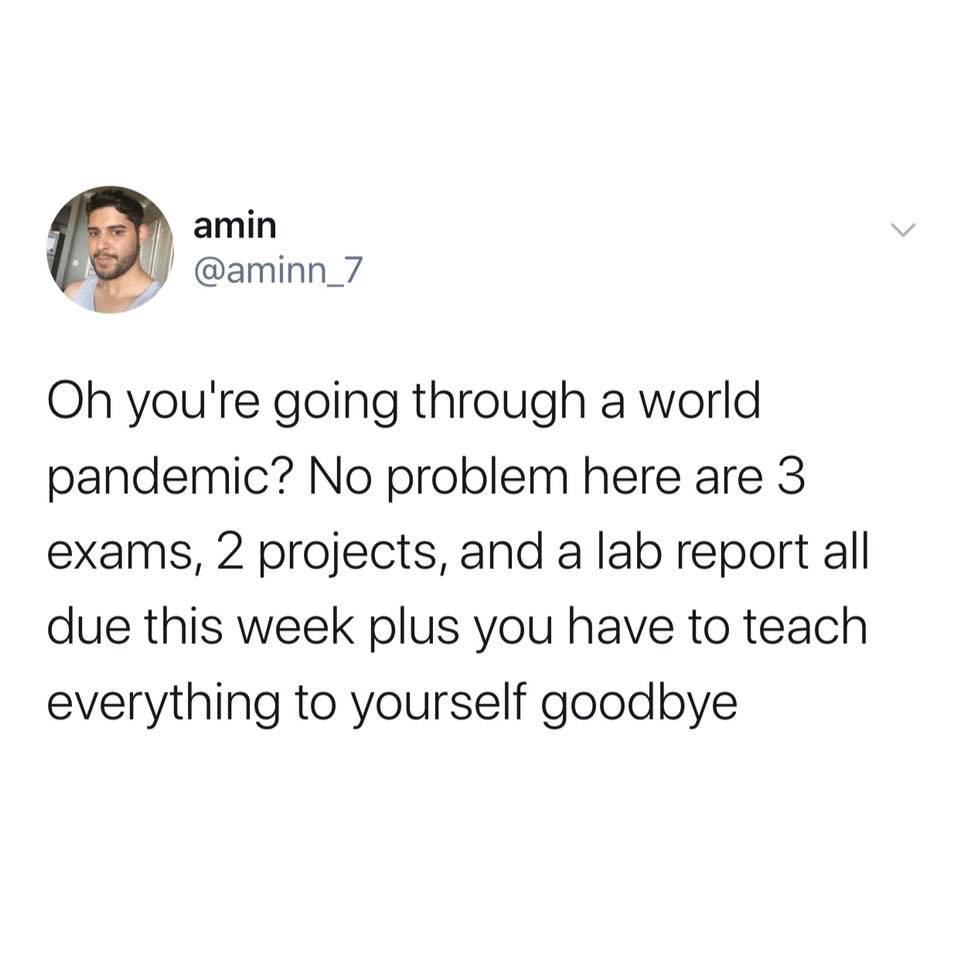 amin
@aminn_7
Oh you're going through a world
pandemic? No problem here are 3
exams, 2 projects, and a lab report all
due this week plus you have to teach
everything to yourself goodbye